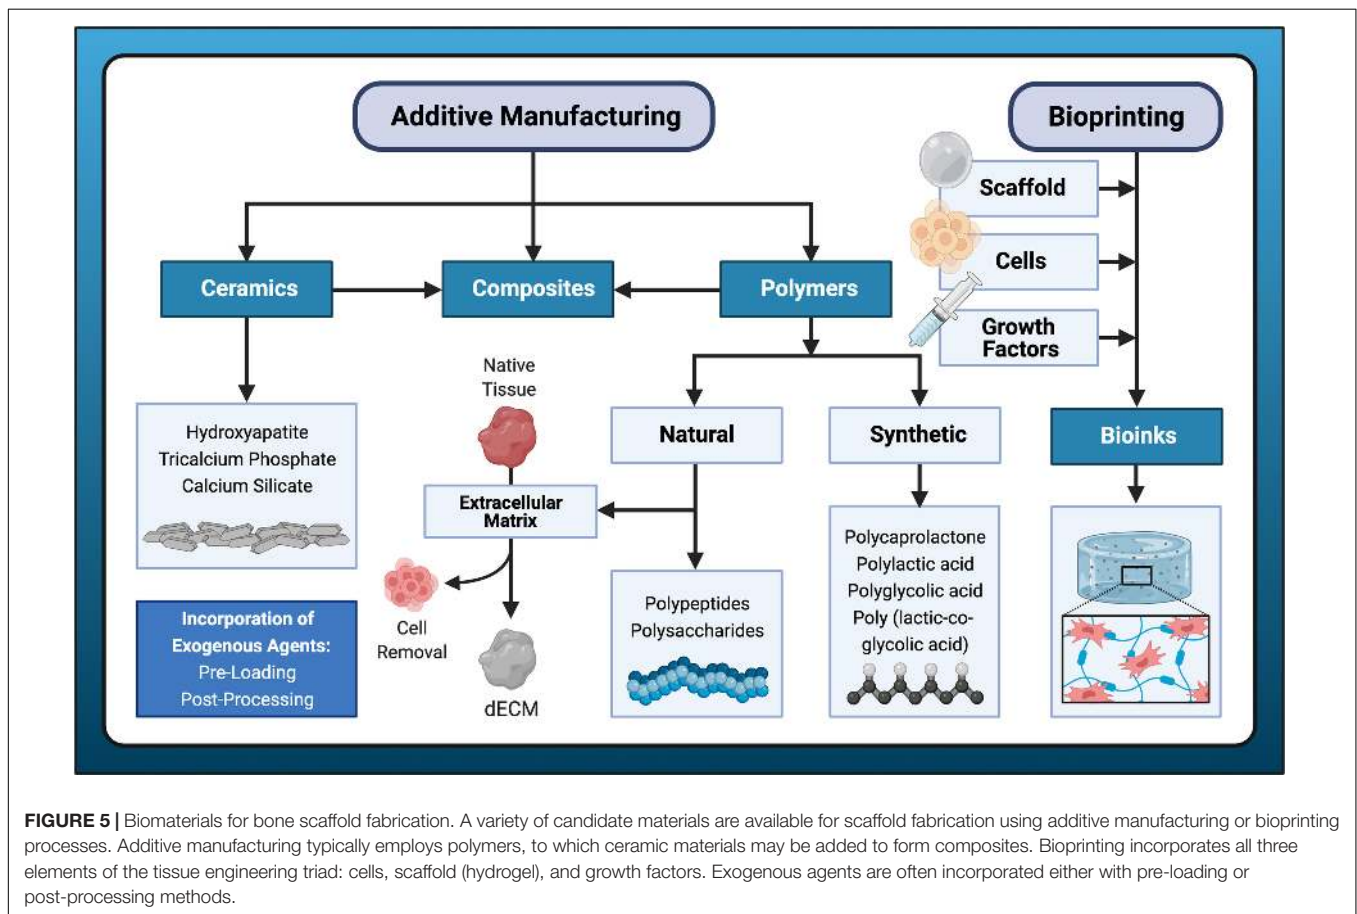 Additive Manufacturing
Bioprinting
Scaffold
Cells
Growth
Factors
Ceramics
Composites
Polymers
Native
Tissue
Natural
Synthetic
Bioinks
Hydroxyapatite
Tricalcium Phosphate
Calcium Silicate
Extracellular
Matrix
Cell
Removal
dECM
Polypeptides
Polysaccharides
Polycaprolactone
Polylactic acid
Polyglycolic acid
Poly (lactic-co-
glycolic acid)
Incorporation of
Exogenous Agents:
Pre-Loading
Post-Processing
FIGURE 5 | Biomaterials for bone scaffold fabrication. A variety of candidate materials are available for scaffold fabrication using additive manufacturing or bioprinting
processes. Additive manufacturing typically employs polymers, to which ceramic materials may be added to form composites. Bioprinting incorporates all three
elements of the tissue engineering triad: cells, scaffold (hydrogel), and growth factors. Exogenous agents are often incorporated either with pre-loading or
post-processing methods.